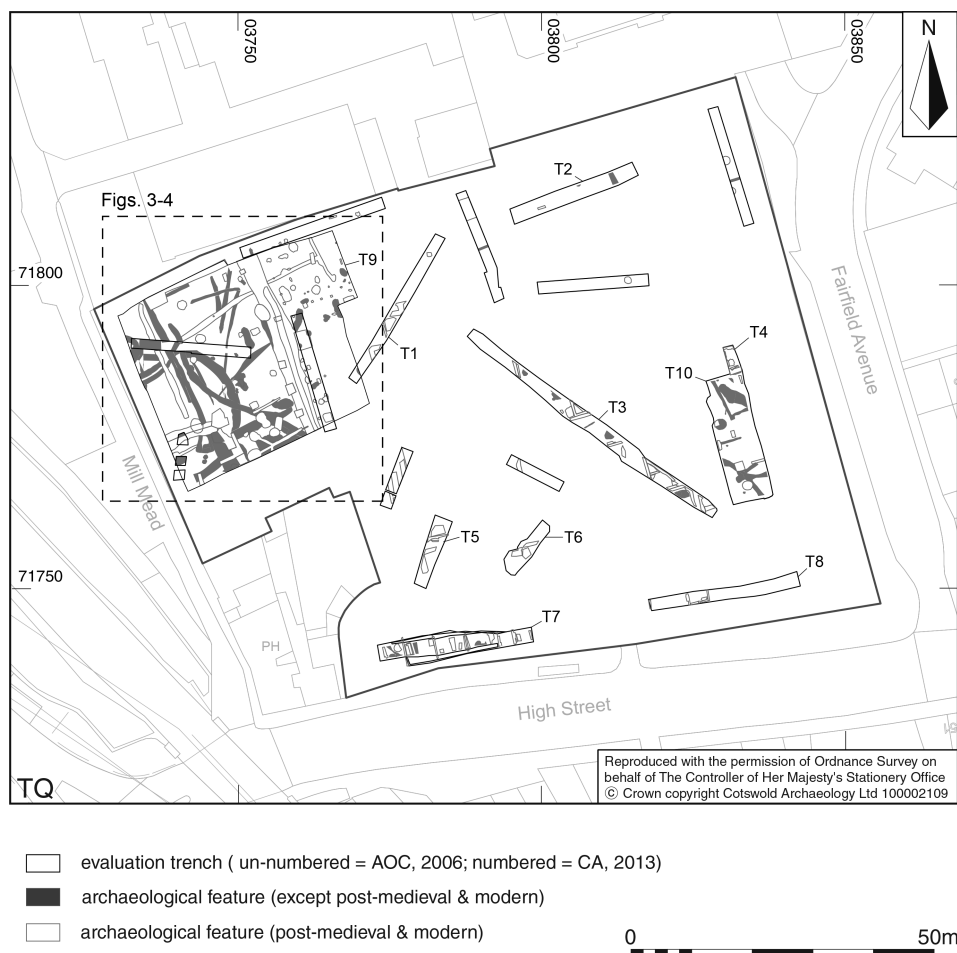 03750
03800
03850
N
T2
Figs. 3-4
T9
71800
Fairfield Avenue
T4
T1
T10
T3
Mill Mead
T5
T6
71750
T8
T7
PH
High Street
51
TQ
Reproduced with the permission of Ordnance Survey on
behalf of The Controller of Her Majesty's Stationery Office
© Crown copyright Cotswold Archaeology Ltd 100002109
evaluation trench ( un-numbered = AOC, 2006; numbered = CA, 2013)
archaeological feature (except post-medieval & modern)
archaeological feature (post-medieval & modern)
0
50m